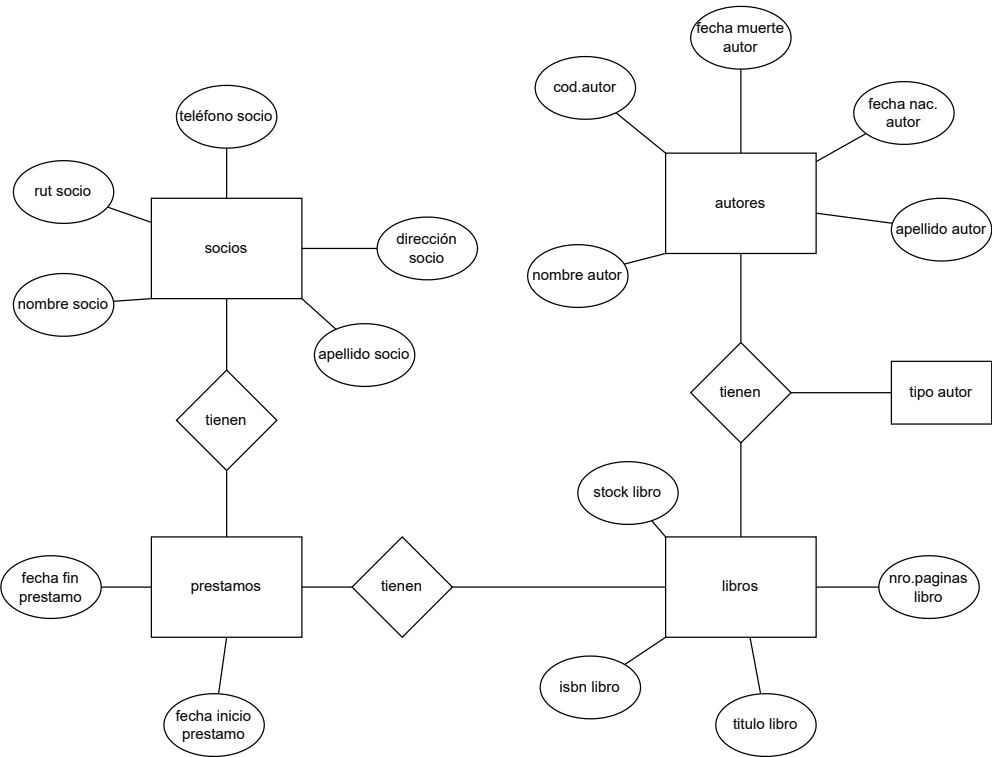 fecha muerte
autor
cod.autor
fecha nac.
autor
teléfono socio
rut socio
autores
apellido autor
dirección
socio
socios
nombre autor
nombre socio
apellido socio
tienen
tipo autor
tienen
stock libro
fecha fin
prestamo
prestamos
tienen
libros
nro.paginas
libro
isbn libro
fecha inicio
prestamo
titulo libro